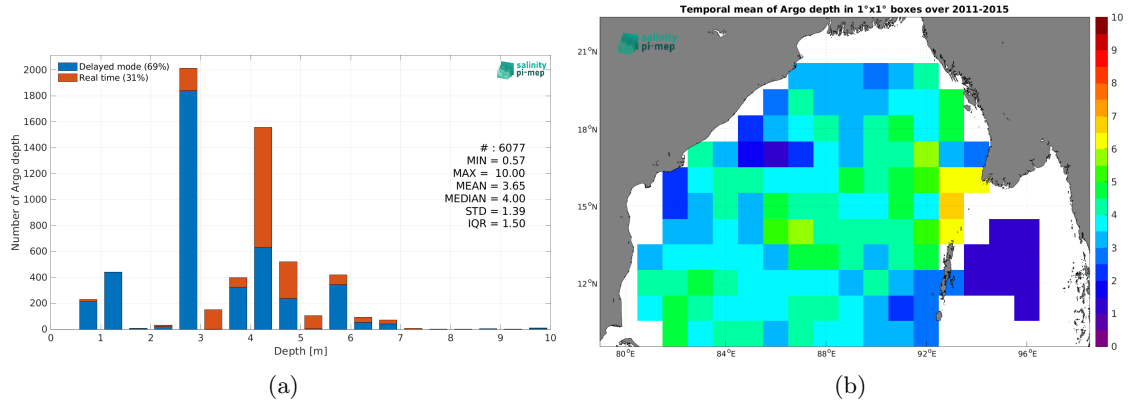 Delayed mode (69%)
Real time (31%)
salinity
pi-mep
# : 6077
MIN = 0.57
MAX = 10.00
MEAN = 3.65
MEDIAN = 4.00
STD = 1.39
IQR = 1.50
Number of Argo depth
2000
1800
1600
1400
1200
1000
800
600
400
200
0
0 1 2 3 4 5 6 7 8 9 10
Depth [m]
(a)
Temporal mean of Argo depth in 1°x1° boxes over 2011-2015
salinity
pi-mep
21°N
18°N
15°N
12°N
80°E 84°E 88°E 92°E 96°E
10
9
8
7
6
5
4
3
2
1
0
(b)